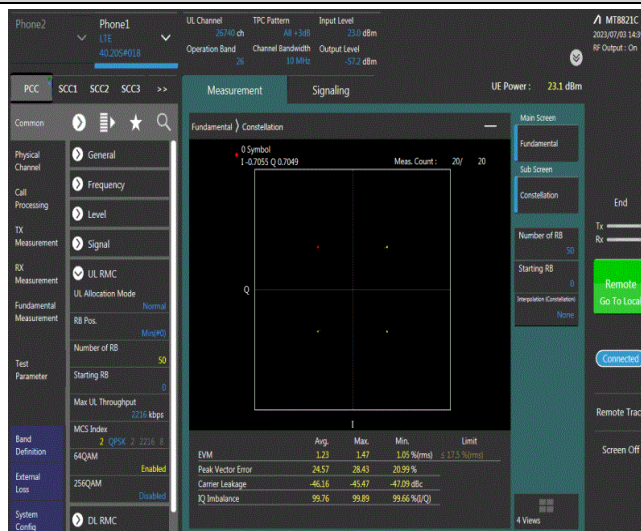 Phone2
Phone1
LTE
40.20S#018
UL Channel
26740 ch
TPC Pattern
All +3dB
Input Level
23.0 dBm
Operation Band
26
Channel Bandwidth
10 MHz
Output Level
-57.2 dBm
MT8821C
2023/07/03 14:3
RF Output : On
PCC
SCC1
SCC2
SCC3
>>
Measurement
Signaling
UE Power : 23.1 dBm
Common
Physical
Channel
Call
Processing
TX
Measurement
RX
Measurement
Fundamental
Measurement
Test
Parameter
Band
Definition
External
Loss
System
Config
General
Frequency
Level
Signal
UL RMC
UL Allocation Mode
Normal
RB Pos.
Min(#0)
Number of RB
50
Starting RB
0
Max UL Throughput
2216 kbps
MCS Index
2 QPSK 2 2216 8
64QAM
Enabled
256QAM
Disabled
DL RMC
Fundamental 〉 Constellation
0 Symbol
I -0.7055 Q 0.7049
Meas. Count : 20/ 20
Q
I
Avg. Max. Min. Limit
EVM 1.23 1.47 1.05 %(rms) ≤ 17.5 %(rms)
Peak Vector Error 24.57 28.43 20.99 %
Carrier Leakage -46.16 -45.47 -47.09 dBc
IQ Imbalance 99.76 99.89 99.66 %(I/Q)
Main Screen
Fundamental
Sub Screen
Constellation
Number of RB
50
Starting RB
0
Interpolation (Constellation)
None
4 Views
End
Tx
Rx
Remote
Go To Local
Connected
Remote Trac
Screen Off